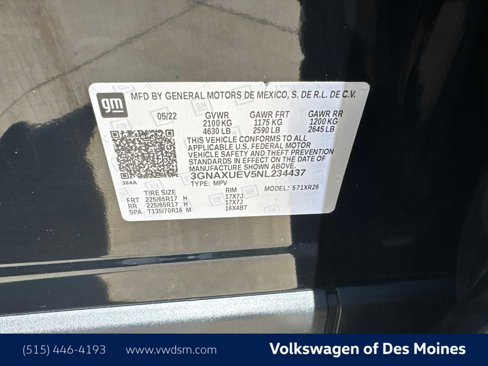 gm
MFD BY GENERAL MOTORS DE MEXICO, S. DE R.L. DE C.V.
05/22 GVWR GAWR FRT GAWR RR
2100 KG 1175 KG 1200 KG
4630 LB 2590 LB 2645 LB
THIS VEHICLE CONFORMS TO ALL
APPLICABLE U.S. FEDERAL MOTOR
VEHICLE SAFETY AND THEFT PREVENTION
STANDARDS IN EFFECT ON THE DATE OF
MANUFACTURE SHOWN ABOVE.
3GNAXUEV5NL234437
384A TYPE: MPV MODEL: 571XR26
TIRE SIZE RIM
FRT 225/65R17 H 17X7J
RR 225/65R17 H 17X7J
SPA T135/70R16 M 16X4BT
(515) 446-4193 www.vwdsm.com Volkswagen of Des Moines